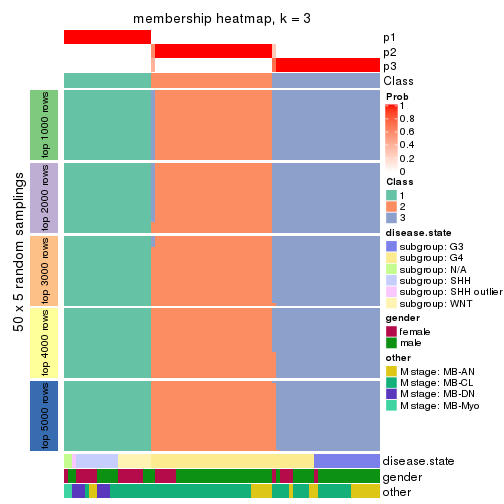 membership heatmap, k = 3
p1
p2
p3
Class
50 x 5 random samplings
top 1000 rows
top 2000 rows
top 3000 rows
top 4000 rows
top 5000 rows
Prob
1
0.8
0.6
0.4
0.2
0
Class
1
2
3
disease.state
subgroup: G3
subgroup: G4
subgroup: N/A
subgroup: SHH
subgroup: SHH outlier
subgroup: WNT
gender
female
male
other
M stage: MB-AN
M stage: MB-CL
M stage: MB-DN
M stage: MB-Myo
disease.state
gender
other